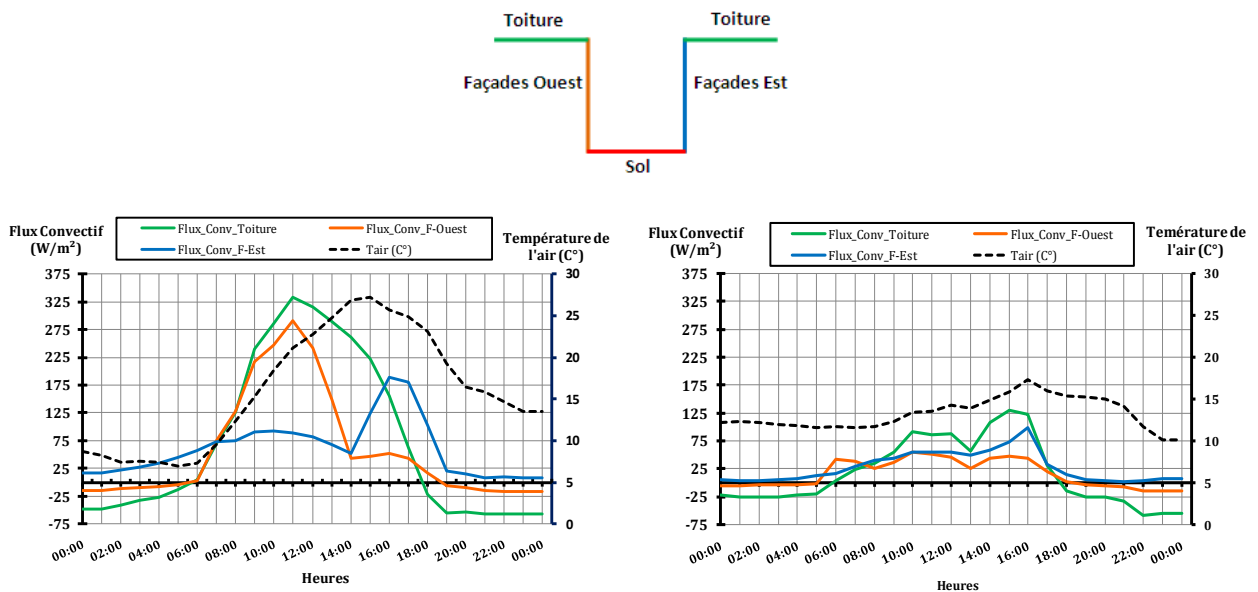 Toiture
Toiture
Façades Ouest
Façades Est
Sol
Flux Convectif
(W/m²)
Flux_Conv_Toiture
Flux_Conv_F-Ouest
Flux_Conv_F-Est
Tair (C°)
Température de
l'air (C°)
375
325
275
225
175
125
75
25
-25
-75
30
25
20
15
10
5
0
00:00
02:00
04:00
06:00
08:00
10:00
12:00
14:00
16:00
18:00
20:00
22:00
00:00
Heures
Flux Convectif
(W/m²)
Flux_Conv_Toiture
Flux_Conv_F-Ouest
Flux_Conv_F-Est
Tair (C°)
Temérature de
l'air (C°)
375
325
275
225
175
125
75
25
-25
-75
30
25
20
15
10
5
0
00:00
02:00
04:00
06:00
08:00
10:00
12:00
14:00
16:00
18:00
20:00
22:00
00:00
Heures